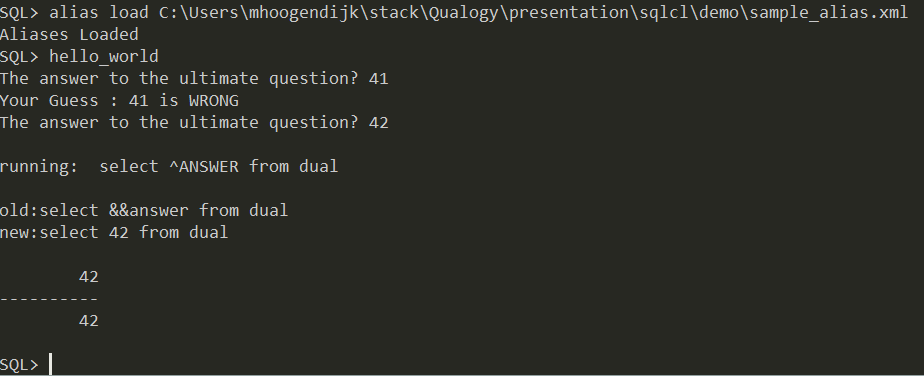 SQL> alias load C:\Users\mhoogendijk\stack\Qualogy\presentation\sqlcl\demo\sample_alias.xml
Aliases Loaded
SQL> hello_world
The answer to the ultimate question? 41
Your Guess : 41 is WRONG
The answer to the ultimate question? 42
running:  select ^ANSWER from dual
old:select &&answer from dual
new:select 42 from dual
        42
----------
        42
SQL>